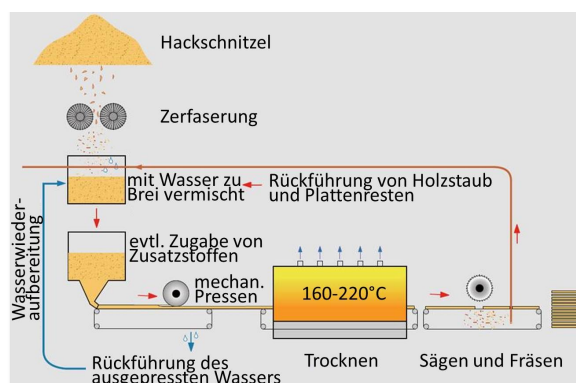 Hackschnitzel
Zerfaserung
mit Wasser zu
Brei vermischt
Rückführung von Holzstaub
und Plattenresten
Wasserwieder-
aufbereitung
evtl. Zugabe von
Zusatzstoffen
mechan.
Pressen
160-220°C
Rückführung des
ausgepressten Wassers
Trocknen
Sägen und Fräsen